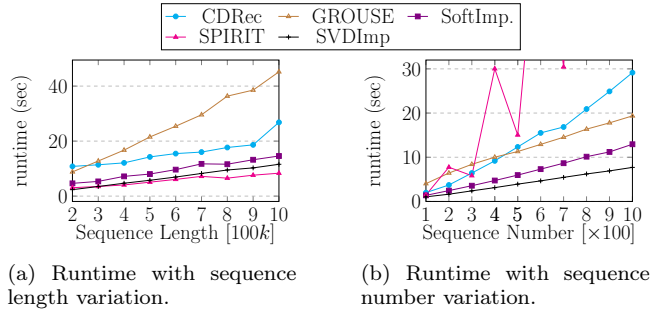 CDRec GROUSE SoftImp.
SPIRIT SVDImp
runtime (sec)
40
20
0
2 3 4 5 6 7 8 9 10
Sequence Length [100k]
(a) Runtime with sequence
length variation.
runtime (sec)
30
20
10
0
1 2 3 4 5 6 7 8 9 10
Sequence Number [×100]
(b) Runtime with sequence
number variation.